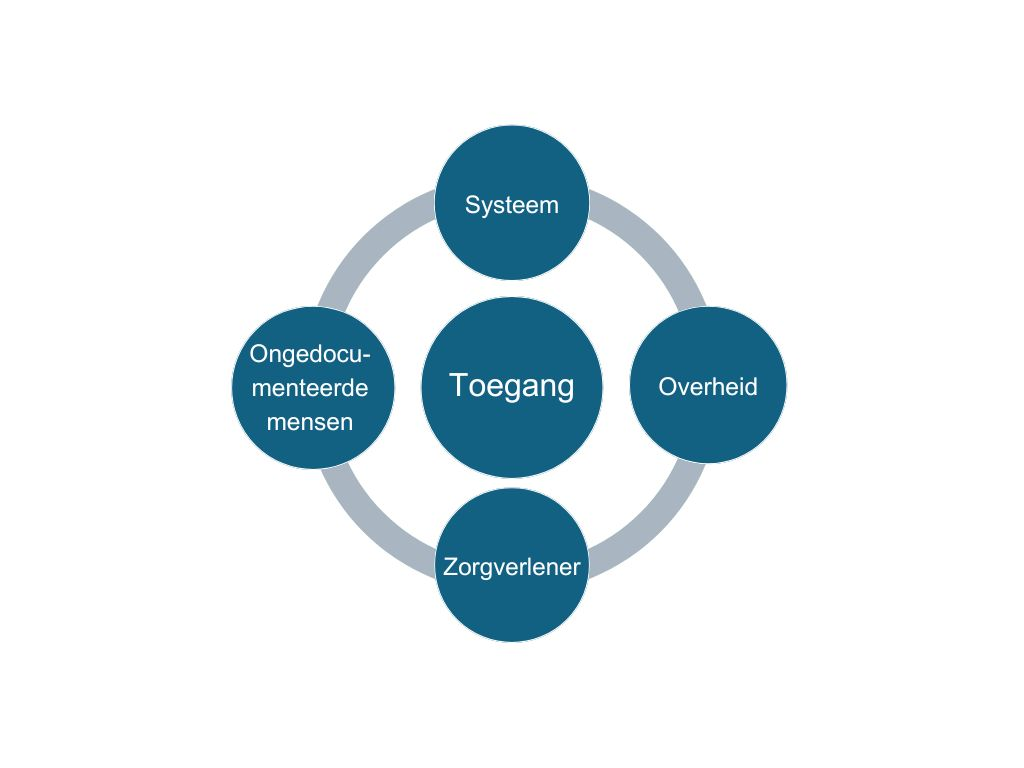 Systeem
Ongedocu-
menteerde
mensen
Toegang
Overheid
Zorgverlener